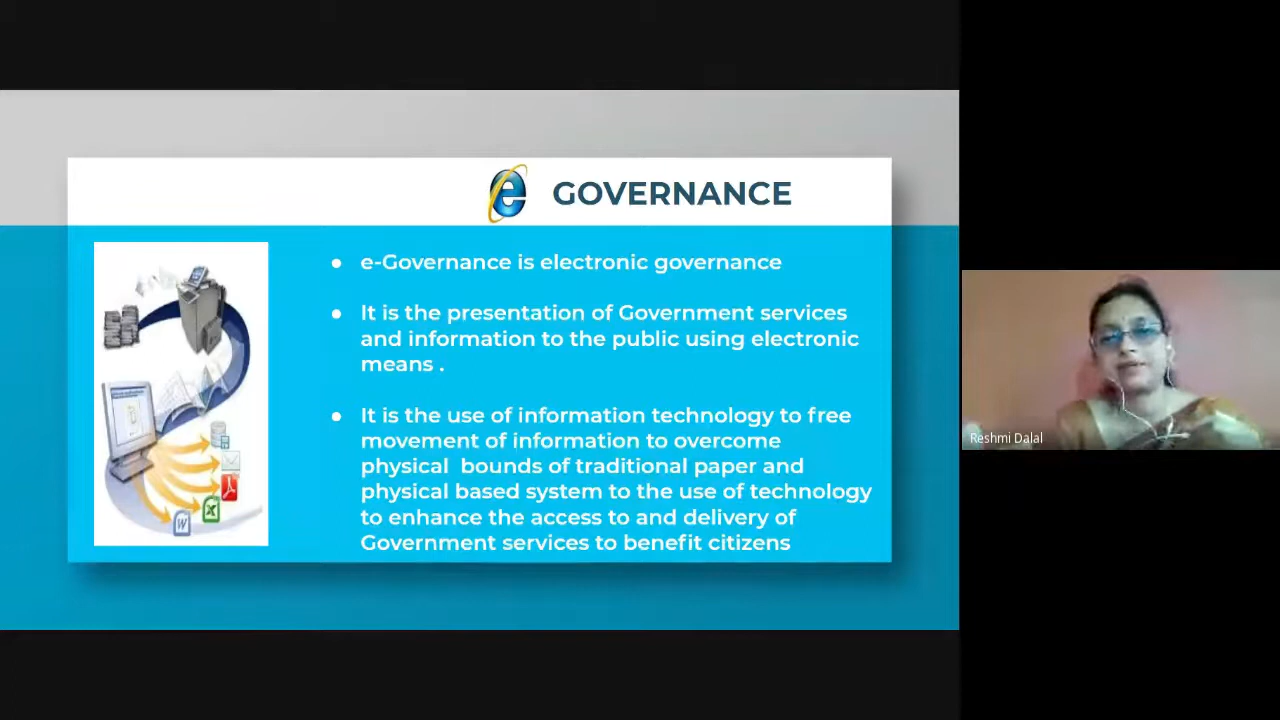 e GOVERNANCE
● e-Governance is electronic governance
● It is the presentation of Government services
and information to the public using electronic
means .
● It is the use of information technology to free
movement of information to overcome
physical bounds of traditional paper and
physical based system to the use of technology
to enhance the access to and delivery of
Government services to benefit citizens
Reshmi Dalal